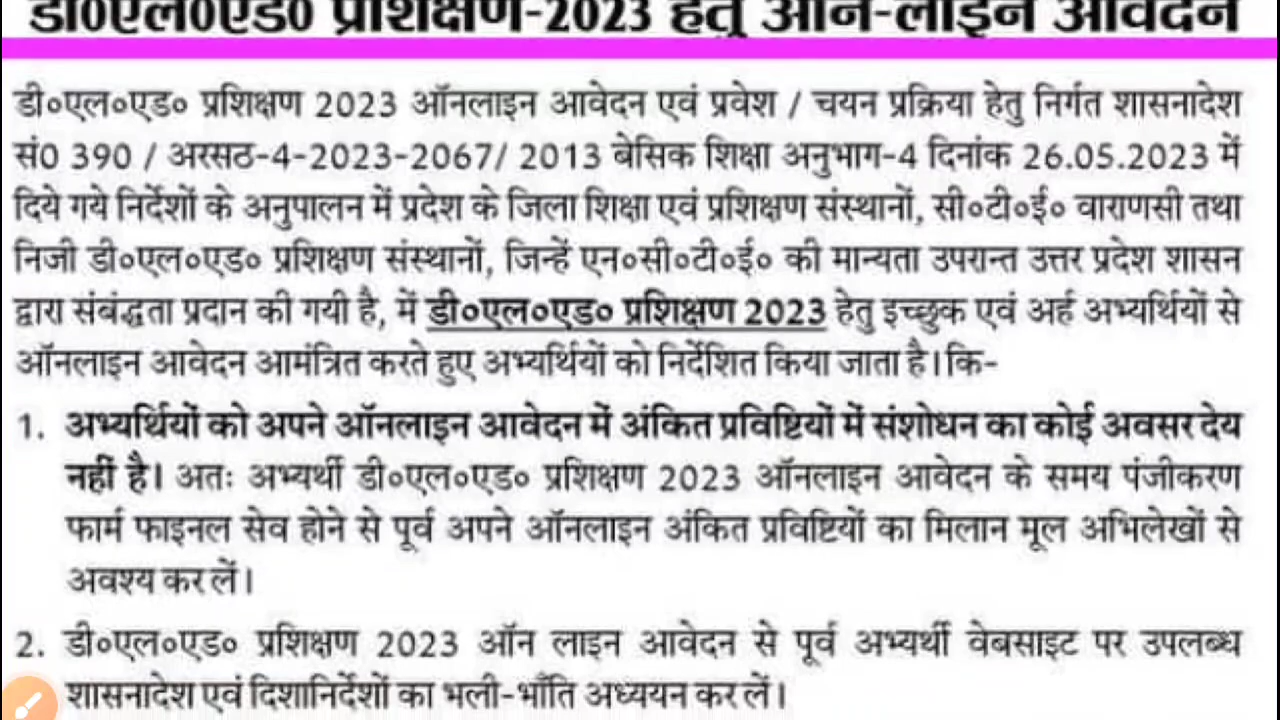 डी०एल०एड० प्रशिक्षण-2023 हेतु ऑन-लाइन आवेदन
डी०एल०एड० प्रशिक्षण 2023 ऑनलाइन आवेदन एवं प्रवेश / चयन प्रक्रिया हेतु निर्गत शासनादेश
सं0 390 / अरसठ-4-2023-2067/ 2013 बेसिक शिक्षा अनुभाग-4 दिनांक 26.05.2023 में
दिये गये निर्देशों के अनुपालन में प्रदेश के जिला शिक्षा एवं प्रशिक्षण संस्थानों, सी०टी०ई० वाराणसी तथा
निजी डी०एल०एड० प्रशिक्षण संस्थानों, जिन्हें एन०सी०टी०ई० की मान्यता उपरान्त उत्तर प्रदेश शासन
द्वारा संबंद्धता प्रदान की गयी है, में डी०एल०एड० प्रशिक्षण 2023 हेतु इच्छुक एवं अर्ह अभ्यर्थियों से
ऑनलाइन आवेदन आमंत्रित करते हुए अभ्यर्थियों को निर्देशित किया जाता है। कि-
1. अभ्यर्थियों को अपने ऑनलाइन आवेदन में अंकित प्रविष्टियों में संशोधन का कोई अवसर देय
नहीं है। अतः अभ्यर्थी डी०एल०एड० प्रशिक्षण 2023 ऑनलाइन आवेदन के समय पंजीकरण
फार्म फाइनल सेव होने से पूर्व अपने ऑनलाइन अंकित प्रविष्टियों का मिलान मूल अभिलेखों से
अवश्य कर लें।
2. डी०एल०एड० प्रशिक्षण 2023 ऑन लाइन आवेदन से पूर्व अभ्यर्थी वेबसाइट पर उपलब्ध
शासनादेश एवं दिशानिर्देशों का भली-भाँति अध्ययन कर लें।